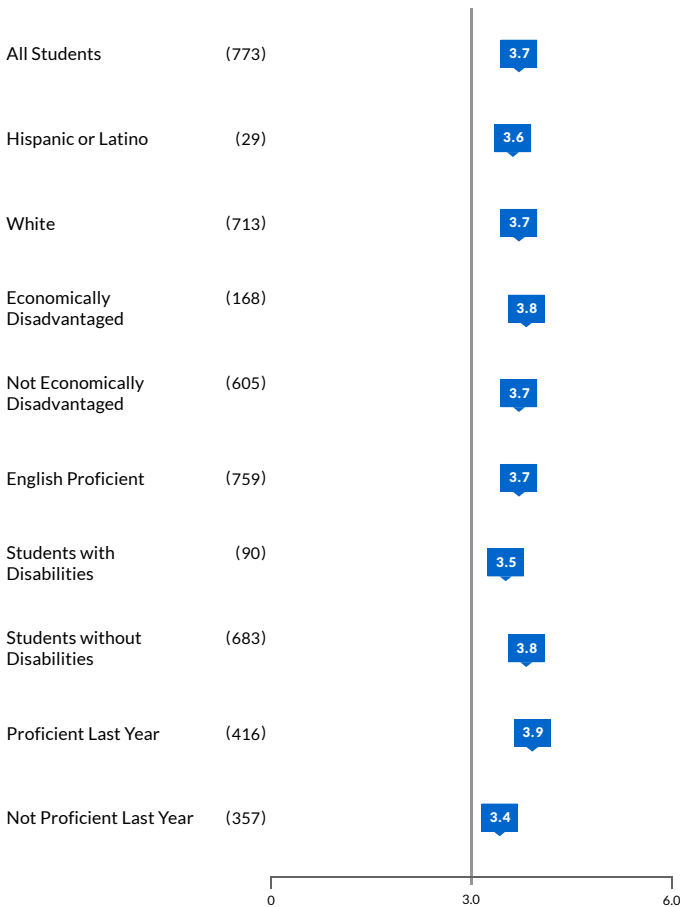 All Students (773) 3.7
Hispanic or Latino (29) 3.6
White (713) 3.7
Economically (168)
Disadvantaged
3.8
Not Economically (605)
Disadvantaged
3.7
English Proficient (759) 3.7
Students with (90)
Disabilities
3.5
Students without (683)
Disabilities
3.8
Proficient Last Year (416) 3.9
Not Proficient Last Year (357) 3.4
0 3.0 6.0